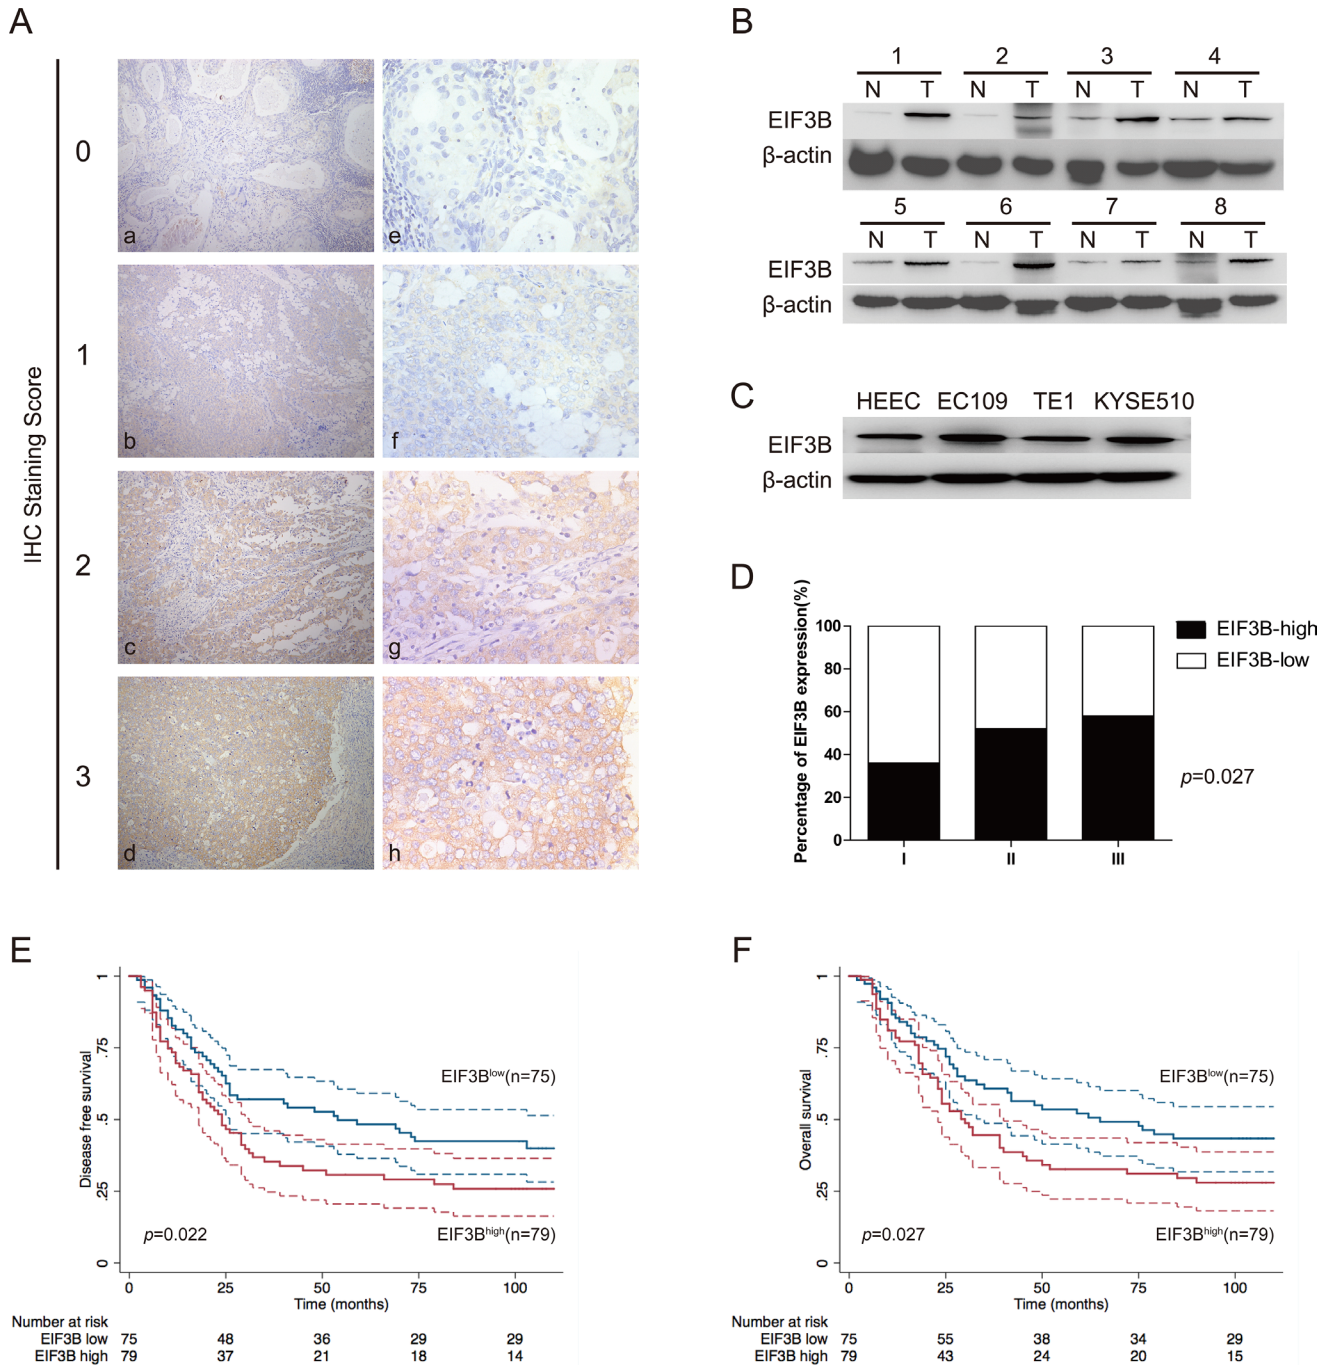 A
IHC Staining Score
0
a
e
1
b
f
2
c
g
3
d
h
B
1 2 3 4
N T N T N T N T
EIF3B
β-actin
5 6 7 8
N T N T N T N T
EIF3B
β-actin
C
HEEC EC109 TE1 KYSE510
EIF3B
β-actin
D
Percentage of EIF3B expression(%)
100
80
60
40
20
0
I II III
EIF3B-high
EIF3B-low
p=0.027
E
Disease free survival
1
.75
.5
.25
0
EIF3Blow(n=75)
EIF3Bhigh(n=79)
p=0.022
0 25 50 75 100
Time (months)
Number at risk
EIF3B low 75 48 36 29 29
EIF3B high 79 37 21 18 14
F
Overall survival
1
.75
.5
.25
0
EIF3Blow(n=75)
EIF3Bhigh(n=79)
p=0.027
0 25 50 75 100
Time (months)
Number at risk
EIF3B low 75 55 38 34 29
EIF3B high 79 43 24 20 15